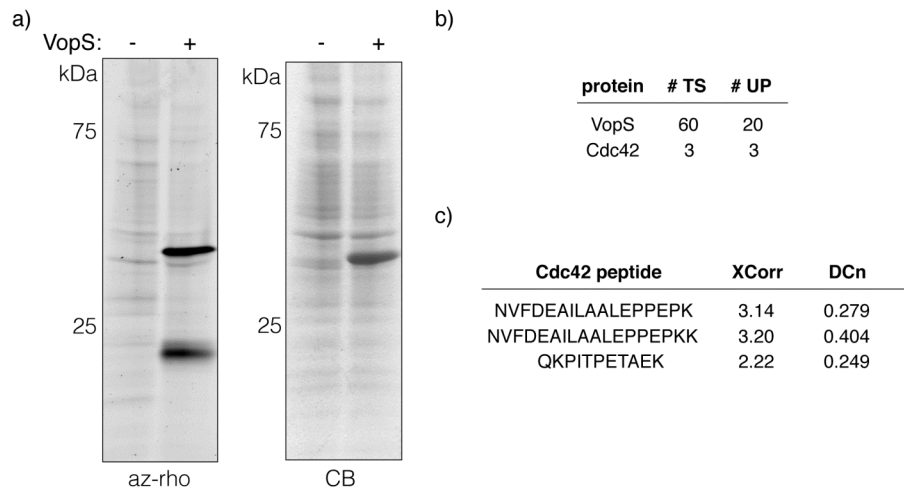 a)
VopS: - + - +
kDa kDa
75 75
25 25
az-rho CB
b)
protein # TS # UP
VopS 60 20
Cdc42 3 3
c)
Cdc42 peptide XCorr DCn
NVFDEAILAALEPPEPK 3.14 0.279
NVFDEAILAALEPPEPKK 3.20 0.404
QKPITPETAEK 2.22 0.249